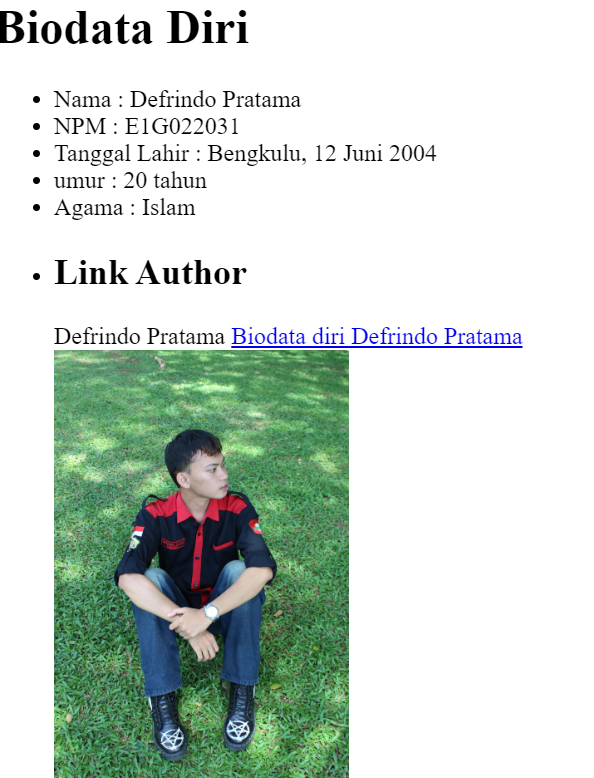 Biodata Diri
Nama : Defrindo Pratama
NPM : E1G022031
Tanggal Lahir : Bengkulu, 12 Juni 2004
umur : 20 tahun
Agama : Islam
Link Author
Defrindo Pratama Biodata diri Defrindo Pratama